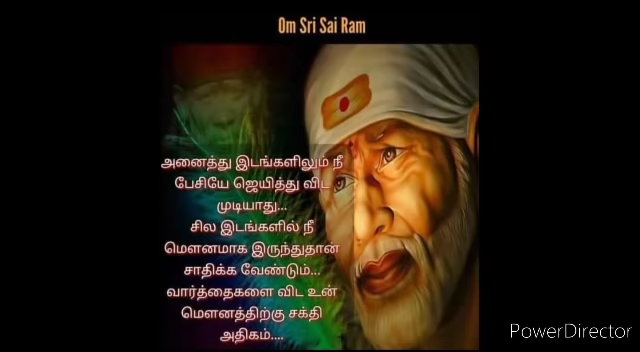 Om Sri Sai Ram
அனைத்து இடங்களிலும் நீ
பேசியே ஜெயித்து விட
முடியாது...
சில இடங்களில் நீ
மௌனமாக இருந்துதான்
சாதிக்க வேண்டும்...
வார்த்தைகளை விட உன்
மௌனத்திற்கு சக்தி
அதிகம்....
PowerDirector